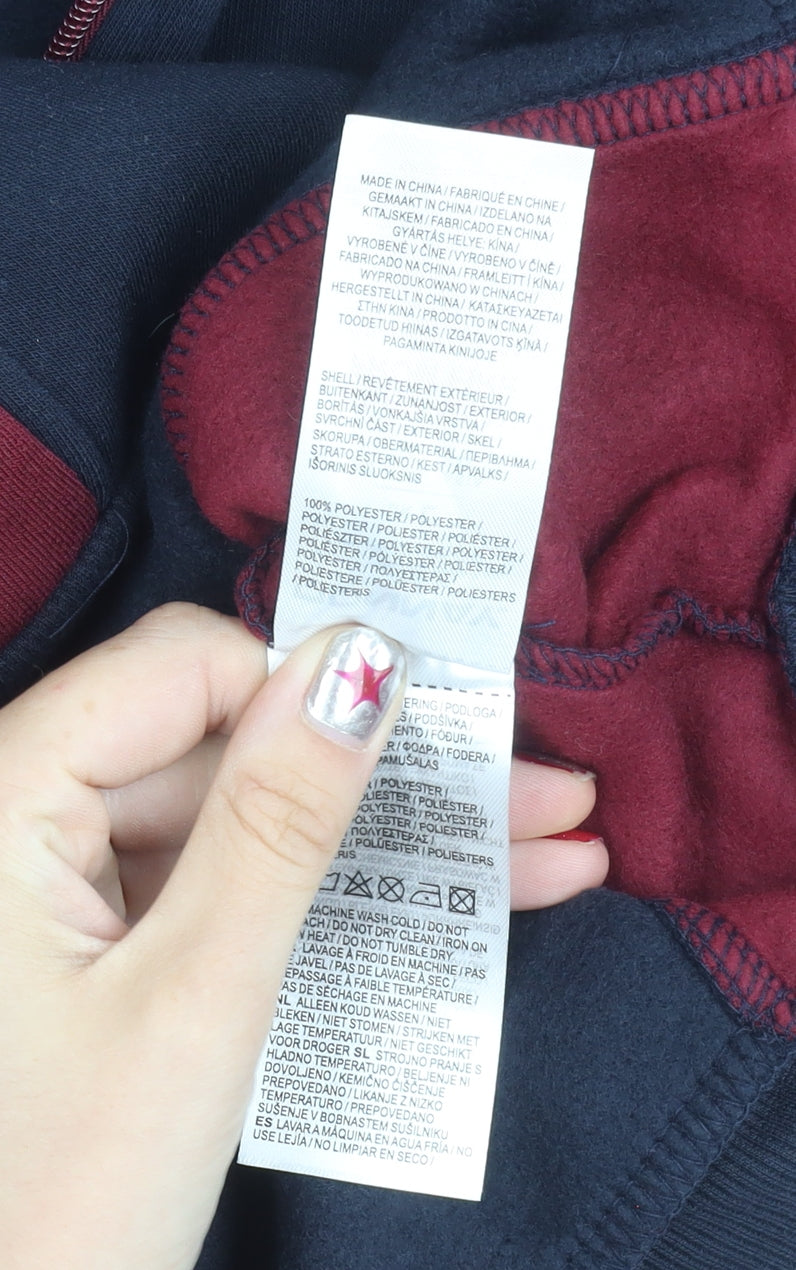 MADE IN CHINA / FABRIQUÉ EN CHINE /
GEMAAKT IN CHINA / IZDELANO NA
KITAJSKEM / FABRICADO EN CHINA /
GYÁRTÁS HELYE: KÍNA /
VYROBENÉ V ČÍNE / VYROBENO V ČÍNĚ /
FABRICADO NA CHINA / FRAMLEITT Í KÍNA /
WYPRODUKOWANO W CHINACH /
HERGESTELLT IN CHINA / ΚΑΤΑΣΚΕΥΑΖΕΤΑΙ
ΣΤΗΝ ΚΙΝΑ / PRODOTTO IN CINA /
TOODETUD HIINAS / IZGATAVOTS ĶĪNĀ /
PAGAMINTA KINIJOJE
SHELL / REVÊTEMENT EXTÉRIEUR /
BUITENKANT / ZUNANJOST / EXTERIOR /
BORÍTÁS / VONKAJŠIA VRSTVA /
SVRCHNÍ ČÁST / EXTERIOR / SKEL /
SKORUPA / OBERMATERIAL / ΠΕΡΙΒΛΗΜΑ /
STRATO ESTERNO / KEST / APVALKS /
IŠORINIS SLUOKSNIS
100% POLYESTER / POLYESTER /
POLYESTER / POLIESTER / POLIÉSTER /
POLIÉSZTER / POLYESTER / POLYESTER /
POLIÉSTER / PÓLYESTER / POLIESTER /
POLYESTER / ΠΟΛΥΕΣΤΕΡΑΣ /
POLIESTERE / POLÜESTER / POLIESTERS
/ POLIESTERIS
/ PODLOGA /
/ PODŠÍVKA /
/ FÓÐUR /
/ ΦΟΔΡΑ / FODERA /
PAMUŠALAS
/ POLYESTER /
/ POLIÉSTER /
POLYESTER / POLYESTER /
/ POLIESTER /
ΠΟΛΥΕΣΤΕΡΑΣ /
/ POLÜESTER / POLIESTERS
MACHINE WASH COLD / DO NOT
/ DO NOT DRY CLEAN / IRON ON
HEAT / DO NOT TUMBLE DRY
LAVAGE À FROID EN MACHINE / PAS
JAVEL / PAS DE LAVAGE À SEC /
À FAIBLE TEMPÉRATURE /
DE SÉCHAGE EN MACHINE
NL ALLEEN KOUD WASSEN / NIET
BLEKEN / NIET STOMEN / STRIJKEN MET
LAGE TEMPERATUUR / NIET GESCHIKT
VOOR DROGER SL STROJNO PRANJE S
HLADNO TEMPERATURO / BELJENJE NI
DOVOLJENO / KEMIČNO ČIŠČENJE
PREPOVEDANO / LIKANJE Z NIZKO
TEMPERATURO / PREPOVEDANO
SUŠENJE V BOBNASTEM SUŠILNIKU
ES LAVAR A MÁQUINA EN AGUA FRÍA / NO
USE LEJÍA / NO LIMPIAR EN SECO /